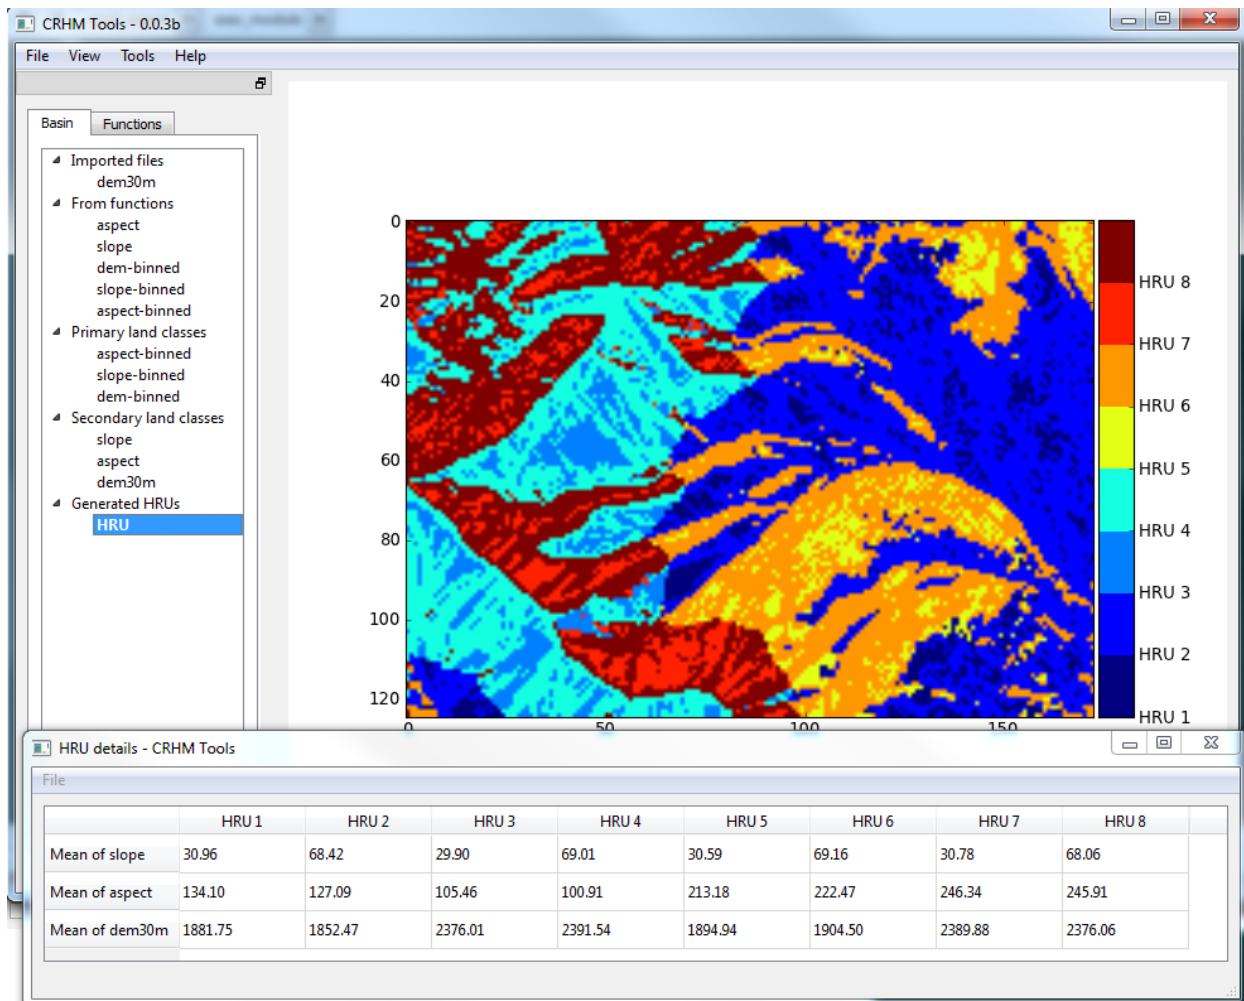 CRHM Tools - 0.0.3b
File View Tools Help
Basin Functions
Imported files
dem30m
From functions
aspect
slope
dem-binned
slope-binned
aspect-binned
Primary land classes
aspect-binned
slope-binned
dem-binned
Secondary land classes
slope
aspect
dem30m
Generated HRUs
HRU
0
20
40
60
80
100
120
0 50 100 150
HRU 8
HRU 7
HRU 6
HRU 5
HRU 4
HRU 3
HRU 2
HRU 1
HRU details - CRHM Tools
File
HRU 1 HRU 2 HRU 3 HRU 4 HRU 5 HRU 6 HRU 7 HRU 8
Mean of slope 30.96 68.42 29.90 69.01 30.59 69.16 30.78 68.06
Mean of aspect 134.10 127.09 105.46 100.91 213.18 222.47 246.34 245.91
Mean of dem30m 1881.75 1852.47 2376.01 2391.54 1894.94 1904.50 2389.88 2376.06